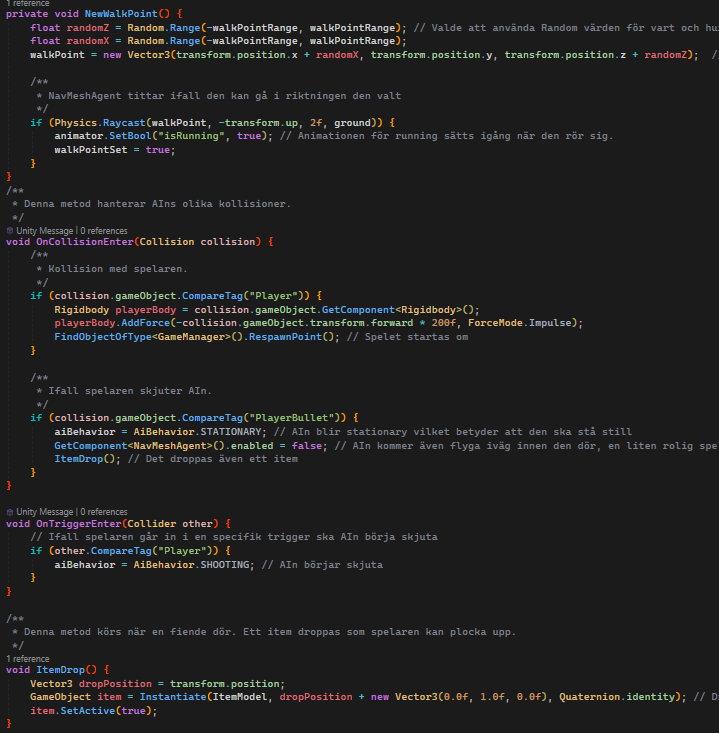 1 reference
private void NewWalkPoint() {
float randomZ = Random.Range(-walkPointRange, walkPointRange); // Valde att använda Random värden för vart och
float randomX = Random.Range(-walkPointRange, walkPointRange);
walkPoint = new Vector3(transform.position.x + randomX, transform.position.y, transform.position.z + randomZ); //
/**
* NavMeshAgent tittar ifall den kan gå i riktningen den valt
*/
if (Physics.Raycast(walkPoint, -transform.up, 2f, ground)) {
animator.SetBool("isRunning", true); // Animationen för running sätts igång när den rör sig.
walkPointSet = true;
}
}
/**
* Denna metod hanterar AIns olika kollisioner.
*/
Unity Message | 0 references
void OnCollisionEnter(Collision collision) {
/**
* Kollision med spelaren.
*/
if (collision.gameObject.CompareTag("Player")) {
Rigidbody playerBody = collision.gameObject.GetComponent<Rigidbody>();
playerBody.AddForce(-collision.gameObject.transform.forward * 200f, ForceMode.Impulse);
FindObjectOfType<GameManager>().RespawnPoint(); // Spelet startas om
}
/**
* Ifall spelaren skjuter AIn.
*/
if (collision.gameObject.CompareTag("PlayerBullet")) {
aiBehavior = AiBehavior.STATIONARY; // AIn blir stationary vilket betyder att den ska stå still
GetComponent<NavMeshAgent>().enabled = false; // AIn kommer även flyga iväg innen den dör, en liten rolig
ItemDrop(); // Det droppas även ett item
}
}
Unity Message | 0 references
void OnTriggerEnter(Collider other) {
// Ifall spelaren går in i en specifik trigger ska AIn börja skjuta
if (other.CompareTag("Player")) {
aiBehavior = AiBehavior.SHOOTING; // AIn börjar skjuta
}
}
/**
* Denna metod körs när en fiende dör. Ett item droppas som spelaren kan plocka upp.
*/
1 reference
void ItemDrop() {
Vector3 dropPosition = transform.position;
GameObject item = Instantiate(ItemModel, dropPosition + new Vector3(0.0f, 1.0f, 0.0f), Quaternion.identity); //
item.SetActive(true);
}